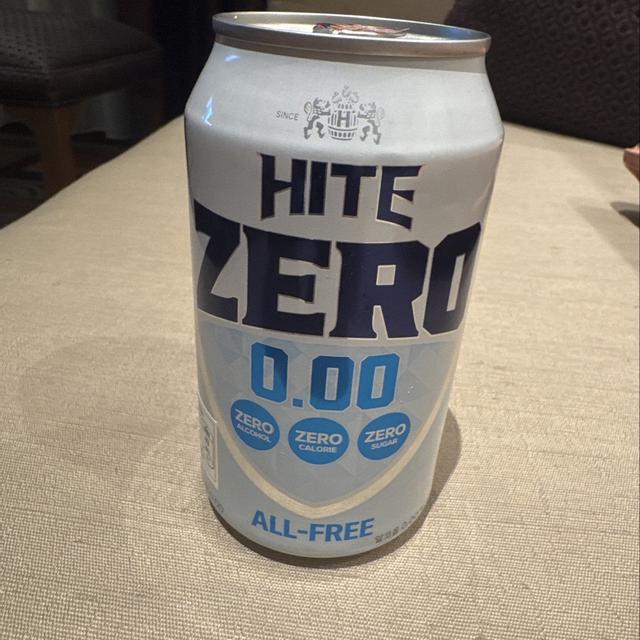 SINCE
H
HITE
ZERO
0.00
ZERO
ALCOHOL
ZERO
CALORIE
ZERO
SUGAR
ALL-FREE